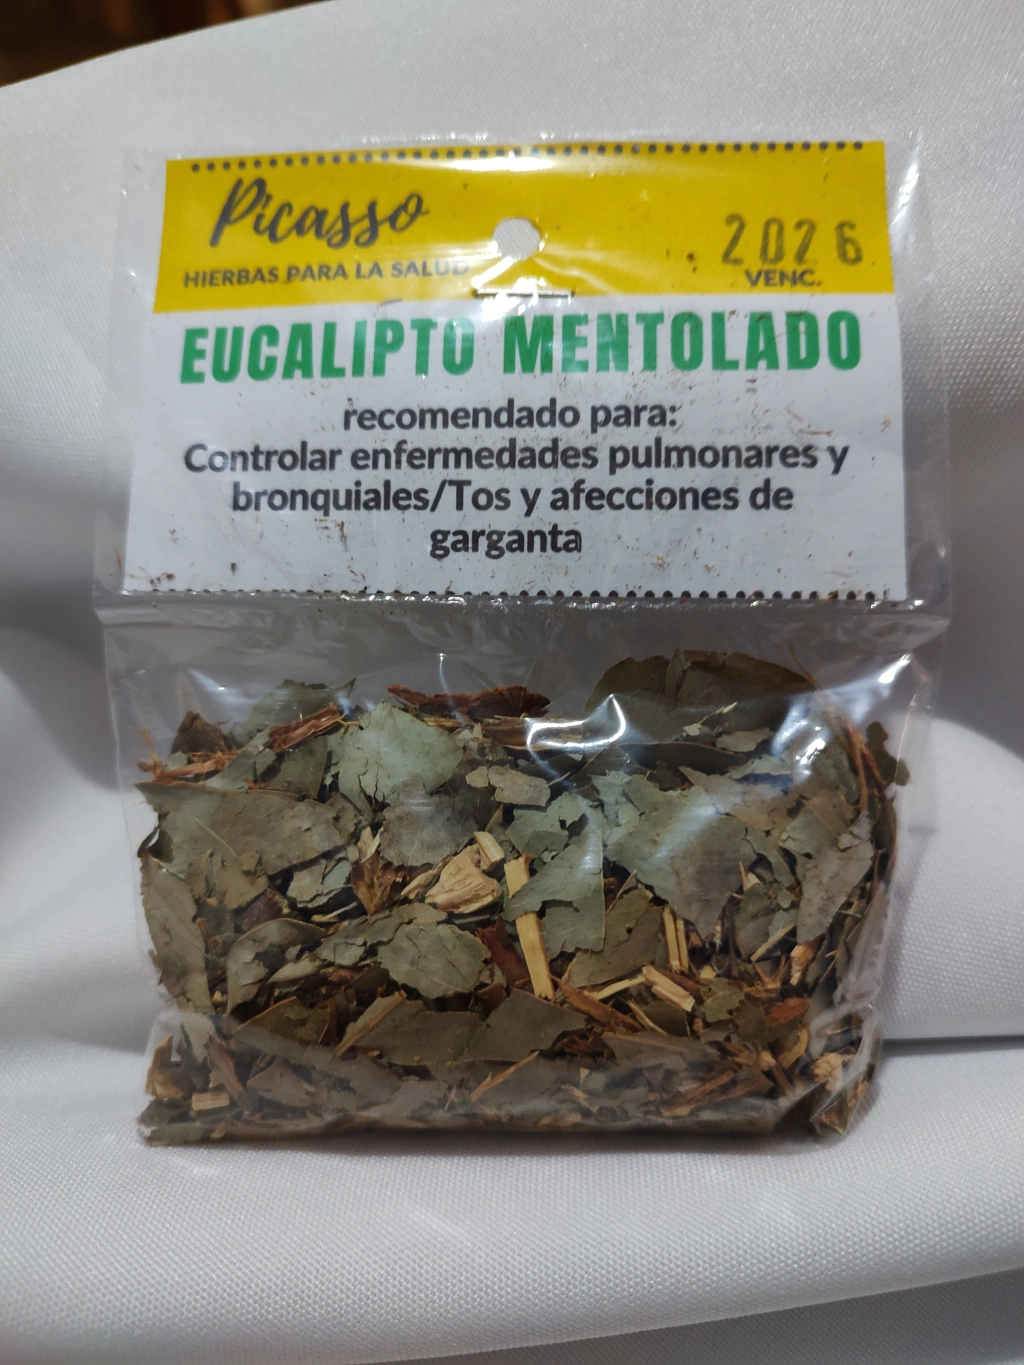 Picasso
HIERBAS PARA LA SALUD
2026
VENC.
EUCALIPTO MENTOLADO
recomendado para:
Controlar enfermedades pulmonares y
bronquiales/Tos y afecciones de
garganta